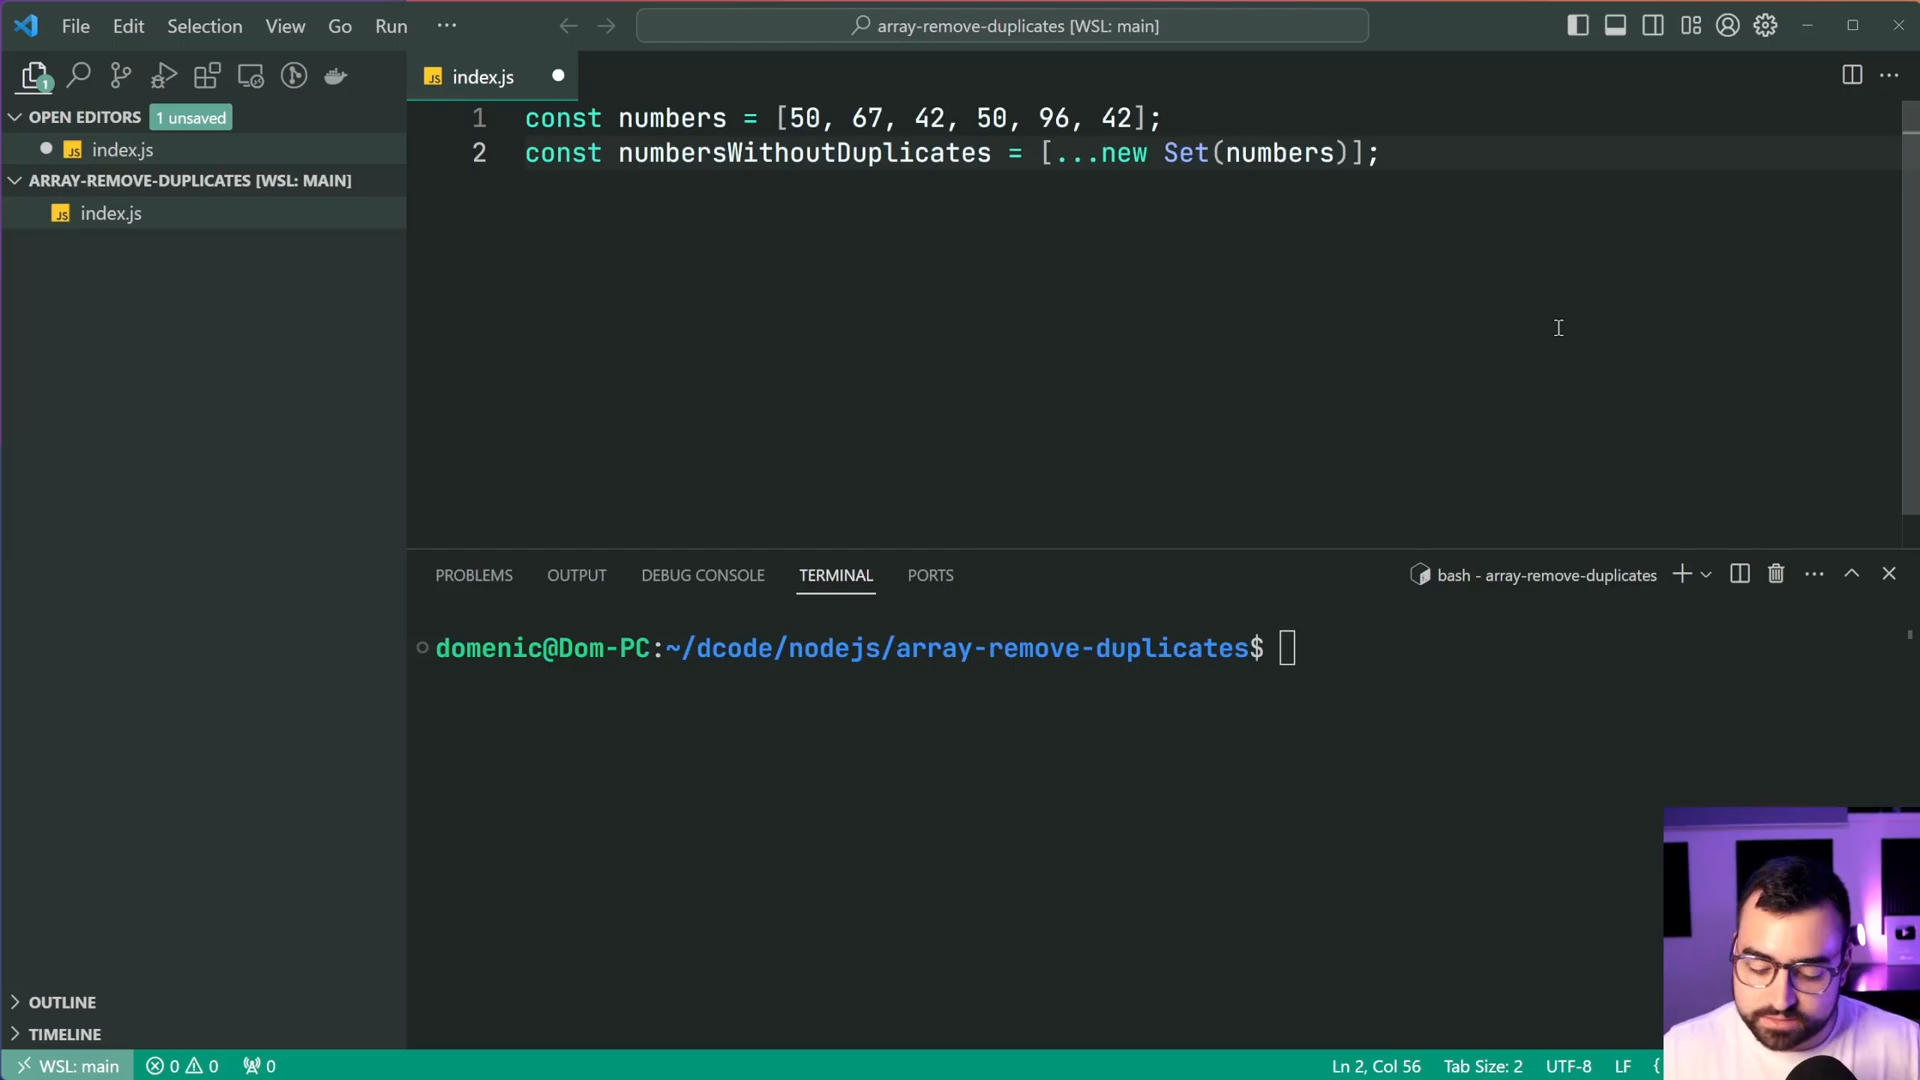 File Edit Selection View Go Run ···
array-remove-duplicates [WSL: main]
1
OPEN EDITORS 1 unsaved
JS index.js
ARRAY-REMOVE-DUPLICATES [WSL: MAIN]
JS index.js
JS index.js
1 const numbers = [50, 67, 42, 50, 96, 42];
2 const numbersWithoutDuplicates = [...new Set(numbers)];
PROBLEMS OUTPUT DEBUG CONSOLE TERMINAL PORTS
bash - array-remove-duplicates
domenic@Dom-PC:~/dcode/nodejs/array-remove-duplicates$
OUTLINE
TIMELINE
WSL: main 0 0 0
Ln 2, Col 56 Tab Size: 2 UTF-8 LF {